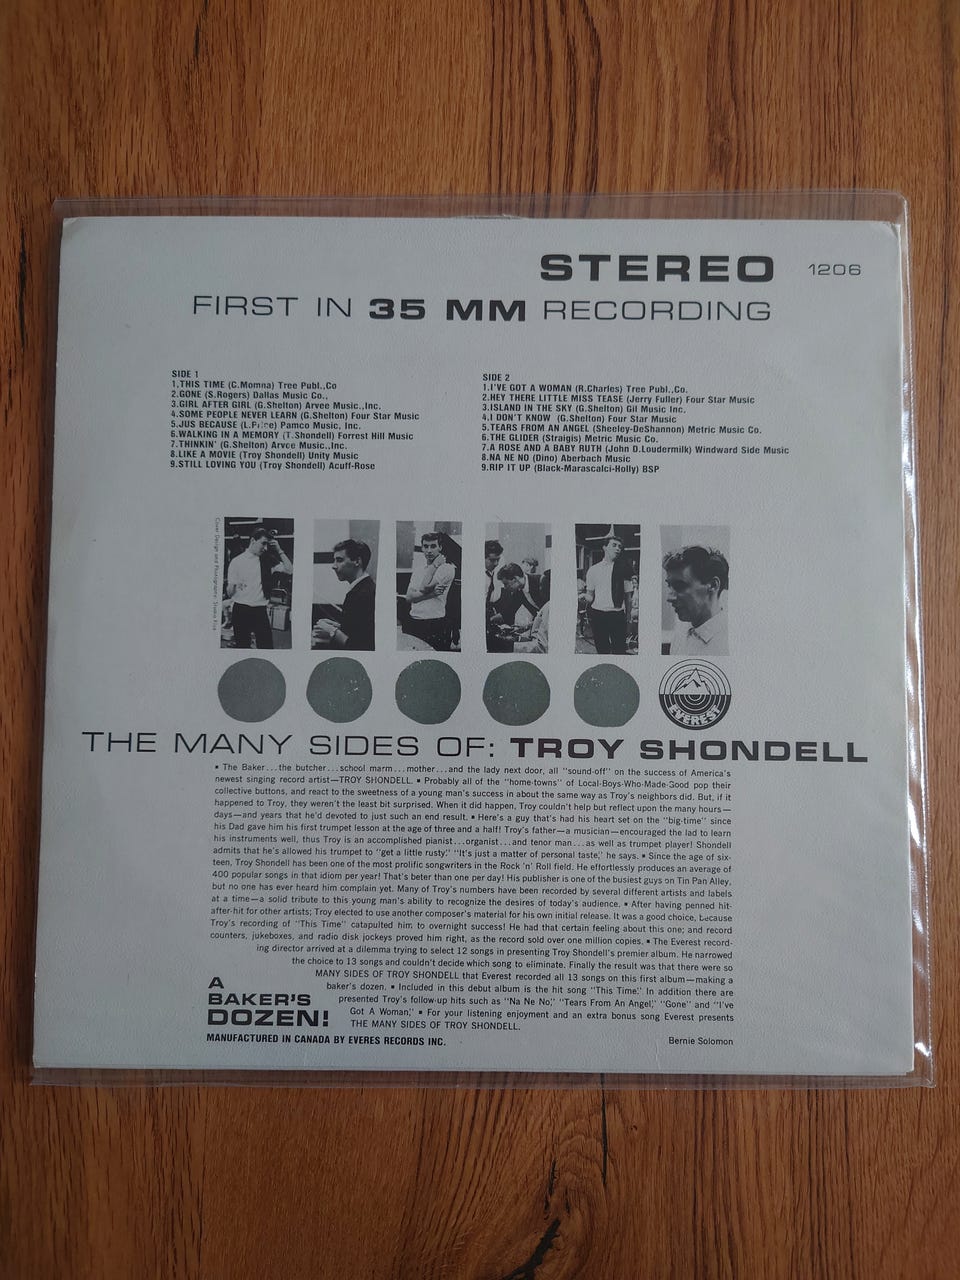 STEREO 1206
FIRST IN 35 MM RECORDING
SIDE 1
1,THIS TIME (C.Momna) Tree Publ.,Co
2.GONE (S.Rogers) Dallas Music Co.,
3.GIRL AFTER GIRL (G.Shelton) Arvee Music.,Inc.
4.SOME PEOPLE NEVER LEARN (G.Shelton) Four Star Music
5.JUS BECAUSE Pamco Music, Inc.
6.WALKING IN A MEMORY (T.Shondell) Forrest Hill Music
7.THINKIN' (G.Shelton) Arvee Music.,Inc.
8.LIKE A MOVIE (Troy Shondell) Unity Music
9.STILL LOVING YOU (Troy Shondell) Acuff-Rose
SIDE 2
1.I'VE GOT A WOMAN (R.Charles) Tree Publ.,Co.
2.HEY THERE LITTLE MISS TEASE (Jerry Fuller) Four Star Music
3.ISLAND IN THE SKY (G.Shelton) Gil Music Inc.
4.I DON'T KNOW (G.Shelton) Four Star Music
5.TEARS FROM AN ANGEL (Sheeley-DeShannon) Metric Music Co.
6.THE GLIDER (Straigis) Metric Music Co.
7.A ROSE AND A BABY RUTH (John D.Loudermilk) Windward Side Music
8.NA NE NO (Dino) Aberbach Music
9.RIP IT UP (Black-Marascalci-Holly) BSP
Cover Design and Photography:
EVEREST
THE MANY SIDES OF: TROY SHONDELL
▪ The Baker...the butcher...school marm...mother...and the lady next door, all "sound-off" on the success of America's
newest singing record artist—TROY SHONDELL. ▪ Probably all of the "home-towns" of Local-Boys-Who-Made-Good pop their
collective buttons, and react to the sweetness of a young man's success in about the same way as Troy's neighbors did. But, if it
happened to Troy, they weren't the least bit surprised. When it did happen, Troy couldn't help but reflect upon the many hours—
days—and years that he'd devoted to just such an end result. ▪ Here's a guy that's had his heart set on the "big-time" since
his Dad gave him his first trumpet lesson at the age of three and a half! Troy's father—a musician—encouraged the lad to learn
his instruments well, thus Troy is an accomplished pianist...organist...and tenor man...as well as trumpet player! Shondell
admits that he's allowed his trumpet to "get a little rusty." "It's just a matter of personal taste," he says. ▪ Since the age of six-
teen, Troy Shondell has been one of the most prolific songwriters in the Rock 'n' Roll field. He effortlessly produces an average of
400 popular songs in that idiom per year! That's beter than one per day! His publisher is one of the busiest guys on Tin Pan Alley,
but no one has ever heard him complain yet. Many of Troy's numbers have been recorded by several different artists and labels
at a time—a solid tribute to this young man's ability to recognize the desires of today's audience. ▪ After having penned hit-
after-hit for other artists; Troy elected to use another composer's material for his own initial release. It was a good choice, because
Troy's recording of "This Time" catapulted him to overnight success! He had that certain feeling about this one; and record
counters, jukeboxes, and radio disk jockeys proved him right, as the record sold over one million copies. ▪ The Everest record-
ing director arrived at a dilemma trying to select 12 songs in presenting Troy Shondell's premier album. He narrowed
the choice to 13 songs and couldn't decide which song to eliminate. Finally the result was that there were so
MANY SIDES OF TROY SHONDELL that Everest recorded all 13 songs on this first album—making a
baker's dozen. ▪ Included in this debut album is the hit song "This Time." In addition there are
presented Troy's follow-up hits such as "Na Ne No," "Tears From An Angel," "Gone" and "I've
Got A Woman," ▪ For your listening enjoyment and an extra bonus song Everest presents
THE MANY SIDES OF TROY SHONDELL.
Bernie Solomon
A
BAKER'S
DOZEN!
MANUFACTURED IN CANADA BY EVERES RECORDS INC.